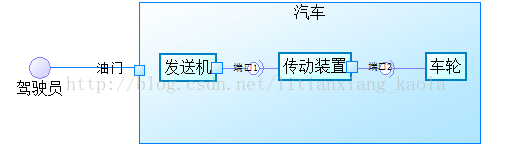 汽车
油门
发送机
端口1
传动装置
端口2
车轮
驾驶员
http://blog.csdn.net/litianxiang_kaola